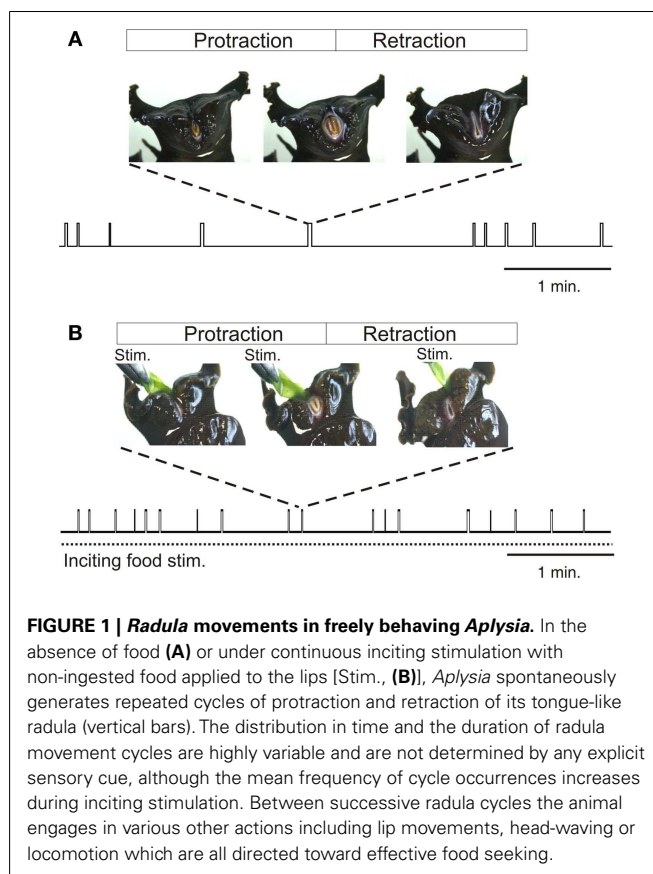 A
Protraction Retraction
1 min.
B
Protraction Retraction
Stim. Stim. Stim.
Inciting food stim.
1 min.
FIGURE 1 | Radula movements in freely behaving Aplysia. In the
absence of food (A) or under continuous inciting stimulation with
non-ingested food applied to the lips [Stim., (B)], Aplysia spontaneously
generates repeated cycles of protraction and retraction of its tongue-like
radula (vertical bars). The distribution in time and the duration of radula
movement cycles are highly variable and are not determined by any explicit
sensory cue, although the mean frequency of cycle occurrences increases
during inciting stimulation. Between successive radula cycles the animal
engages in various other actions including lip movements, head-waving or
locomotion which are all directed toward effective food seeking.